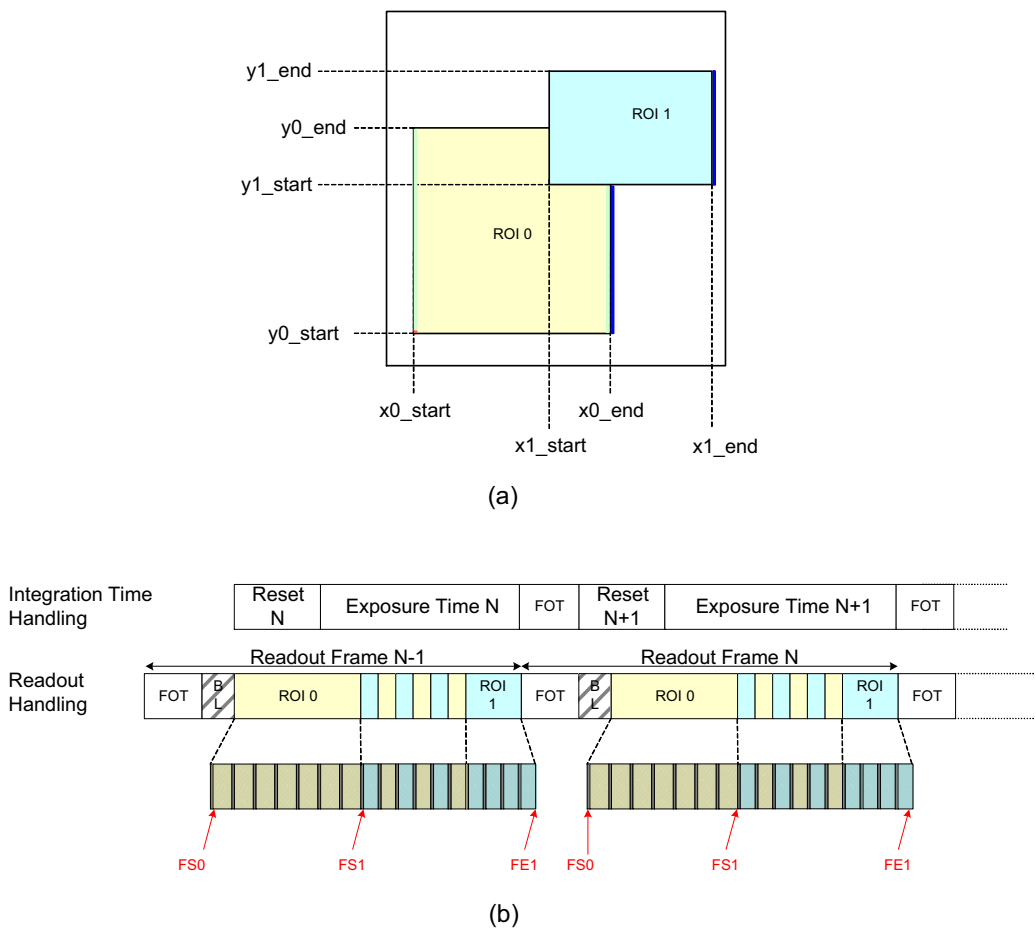 y1_end
ROI 1
y0_end
y1_start
ROI 0
y0_start
x0_start
x0_end
x1_start
x1_end
(a)
Integration Time
Handling
Reset
N
Exposure Time N
FOT
Reset
N+1
Exposure Time N+1
FOT
Readout Frame N-1
Readout Frame N
Readout
Handling
FOT
B
L
ROI 0
ROI
1
FOT
B
L
ROI 0
ROI
1
FOT
FS0
FS1
FE1
FS0
FS1
FE1
(b)